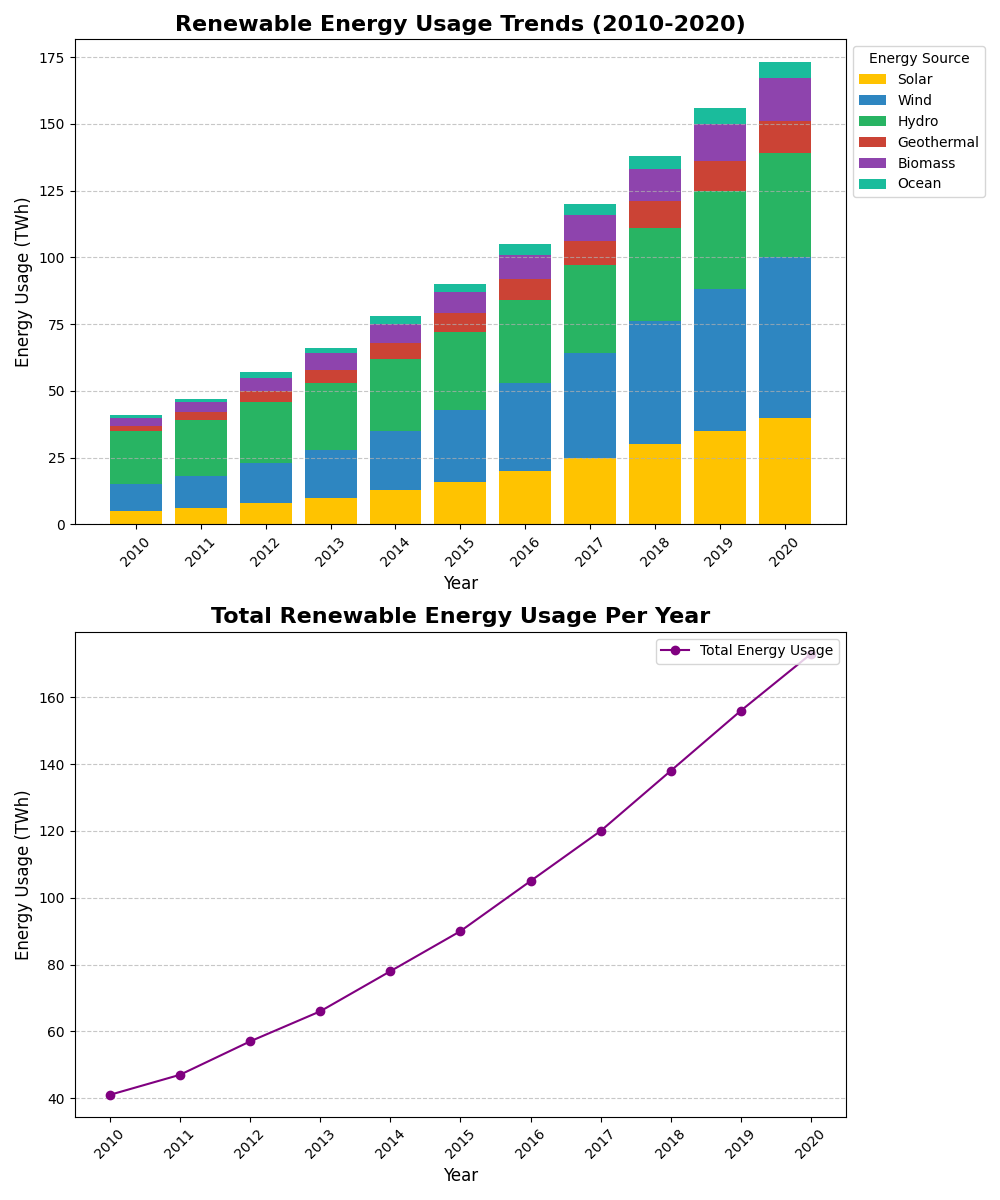 Renewable Energy Usage Trends (2010-2020)
Energy Usage (TWh)
175
150
125
100
75
50
25
0
2010 2011 2012 2013 2014 2015 2016 2017 2018 2019 2020
Year
Energy Source
Solar
Wind
Hydro
Geothermal
Biomass
Ocean
Total Renewable Energy Usage Per Year
Total Energy Usage
Energy Usage (TWh)
160
140
120
100
80
60
40
2010 2011 2012 2013 2014 2015 2016 2017 2018 2019 2020
Year